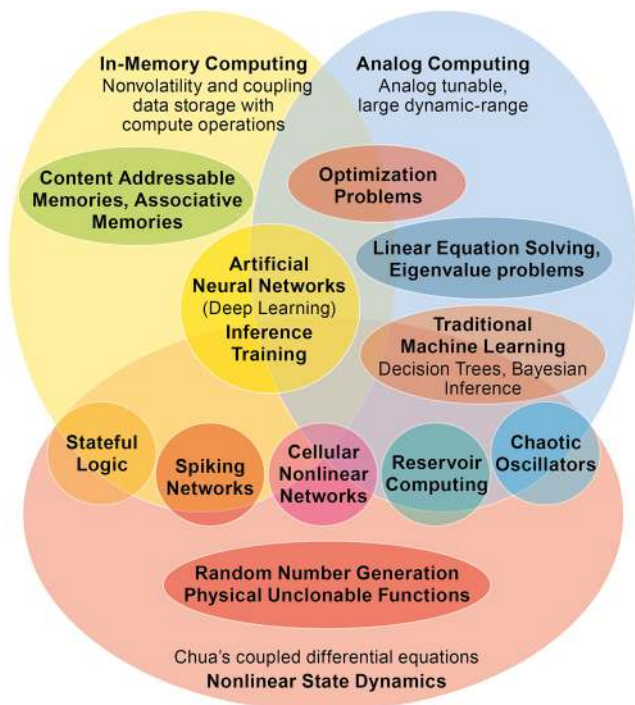 In-Memory Computing
Nonvolatility and coupling
data storage with
compute operations
Analog Computing
Analog tunable,
large dynamic-range
Content Addressable
Memories, Associative
Memories
Optimization
Problems
Linear Equation Solving,
Eigenvalue problems
Artificial
Neural Networks
(Deep Learning)
Inference
Training
Traditional
Machine Learning
Decision Trees, Bayesian
Inference
Stateful
Logic
Spiking
Networks
Cellular
Nonlinear
Networks
Reservoir
Computing
Chaotic
Oscillators
Random Number Generation
Physical Unclonable Functions
Chua's coupled differential equations
Nonlinear State Dynamics